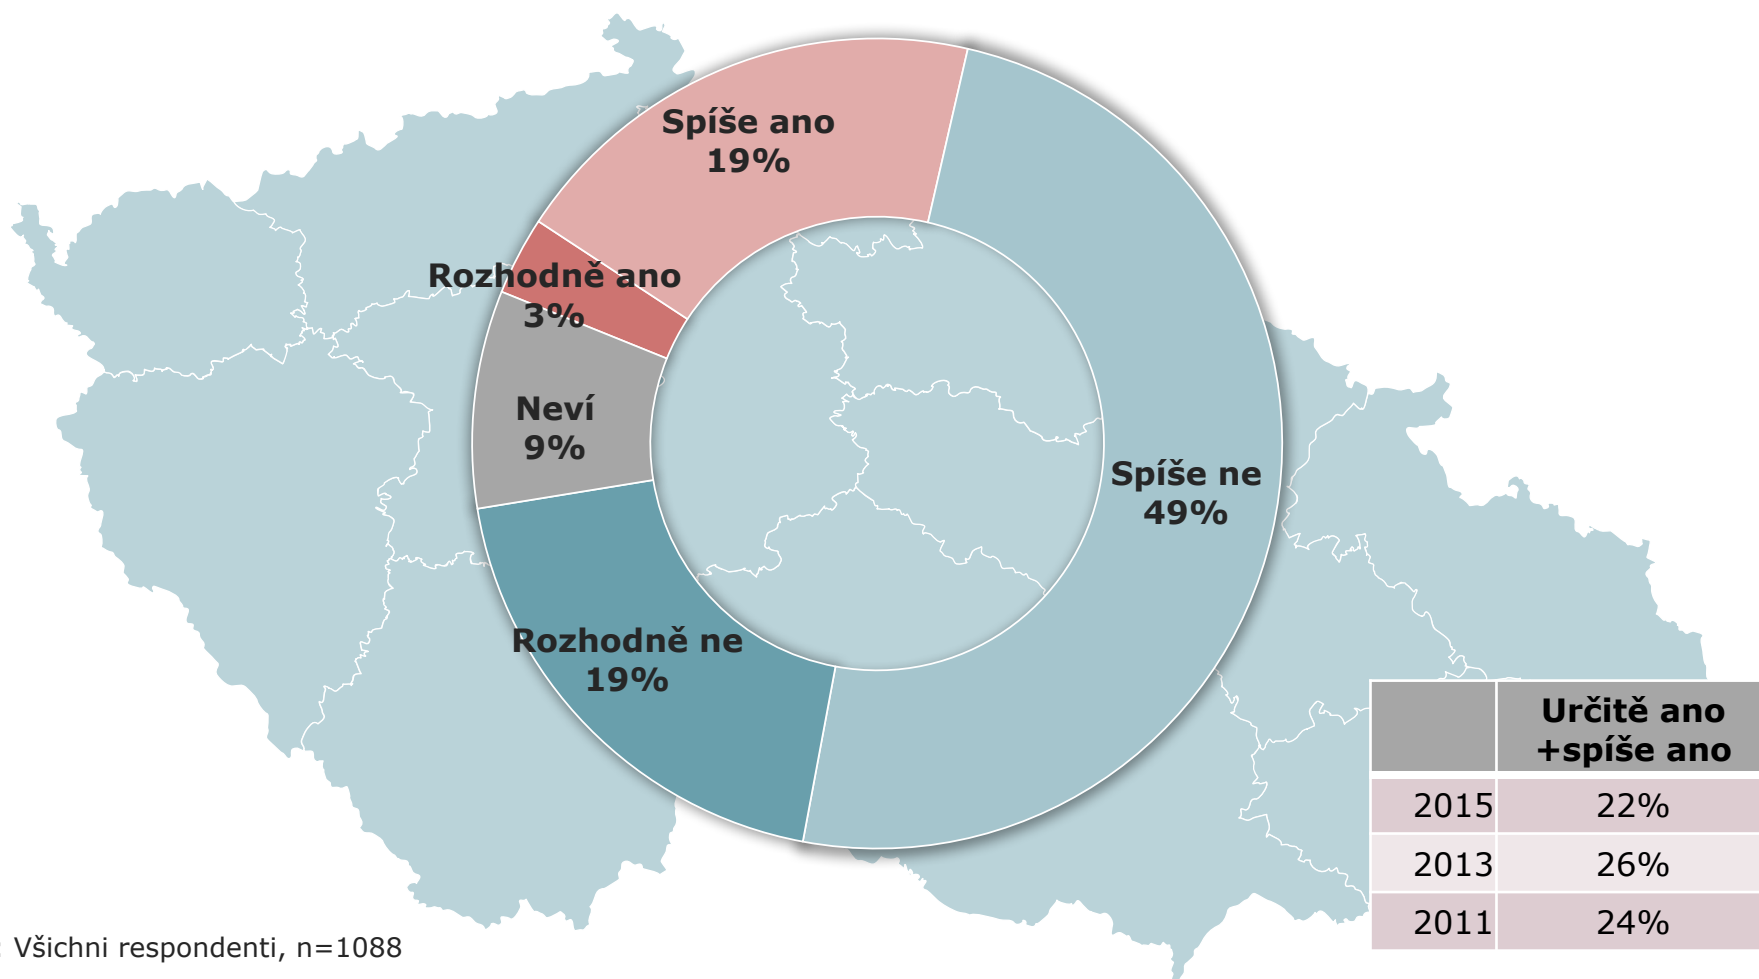 Spíše ano
19%
Rozhodně ano
3%
Neví
9%
Spíše ne
49%
Rozhodně ne
19%
Určitě ano
+spíše ano
2015 22%
2013 26%
2011 24%
: Všichni respondenti, n=1088